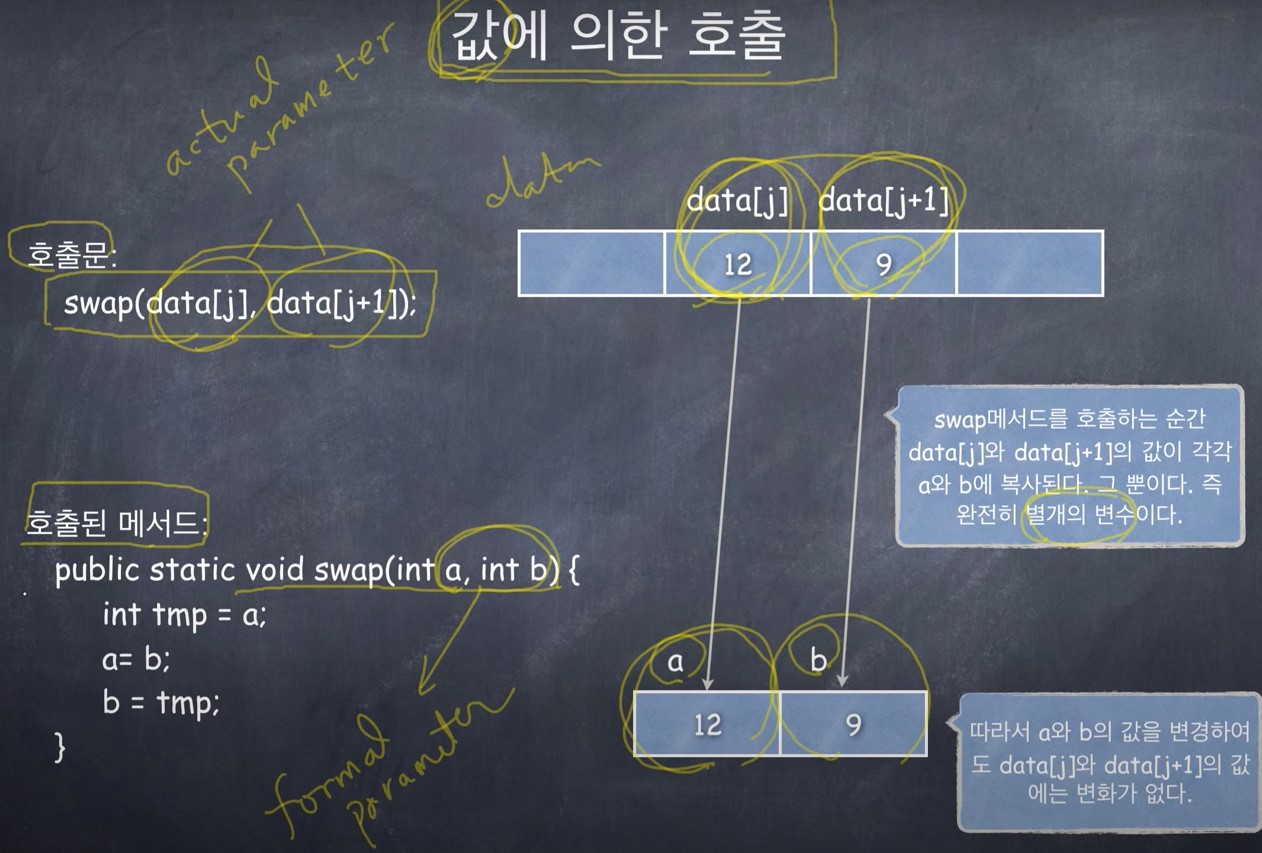 값에 의한 호출
actual
parameter
data
data[j] data[j+1]
12 9
호출문:
swap(data[j], data[j+1]);
swap메서드를 호출하는 순간
data[j]와 data[j+1]의 값이 각각
a와 b에 복사된다. 그 뿐이다. 즉
완전히 별개의 변수이다.
호출된 메서드:
public static void swap(int a, int b) {
int tmp = a;
a= b;
b = tmp;
}
formal
parameter
a b
12 9
따라서 a와 b의 값을 변경하여
도 data[j]와 data[j+1]의 값
에는 변화가 없다.